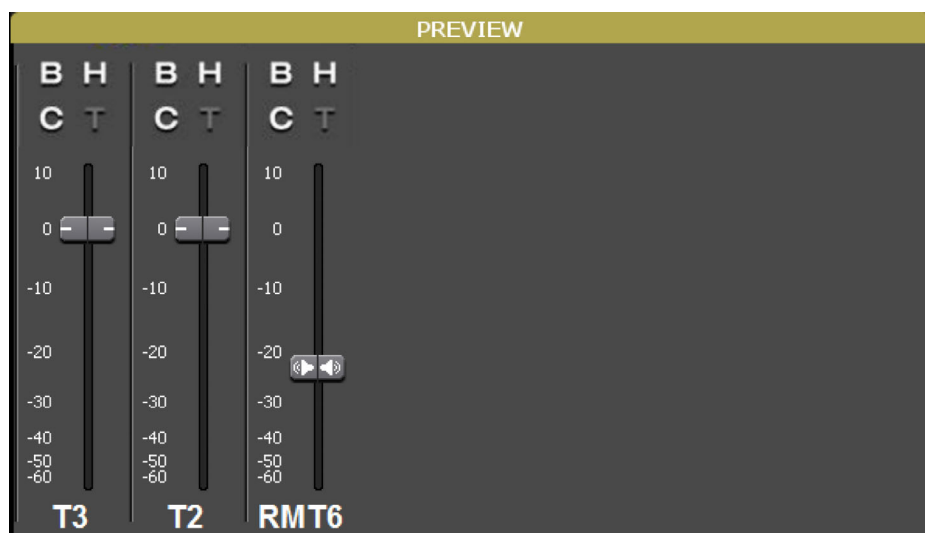 PREVIEW
B H B H B H
C T C T C T
10 10 10
0 0 0
-10 -10 -10
-20 -20 -20
-30 -30 -30
-40 -40 -40
-50 -50 -50
-60 -60 -60
T3 T2 RMT6